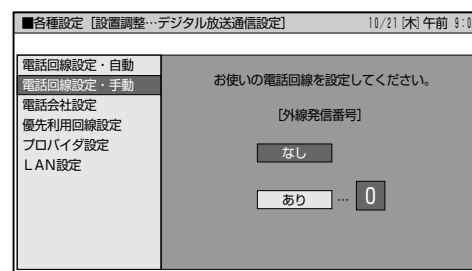 ■各種設定［設置調整…デジタル放送通信設定］ 10/21［木］午前 9:0
電話回線設定・自動
電話回線設定・手動
電話会社設定
優先利用回線設定
プロバイダ設定
ＬＡＮ設定
お使いの電話回線を設定してください。
［外線発信番号］
なし
あり … 0